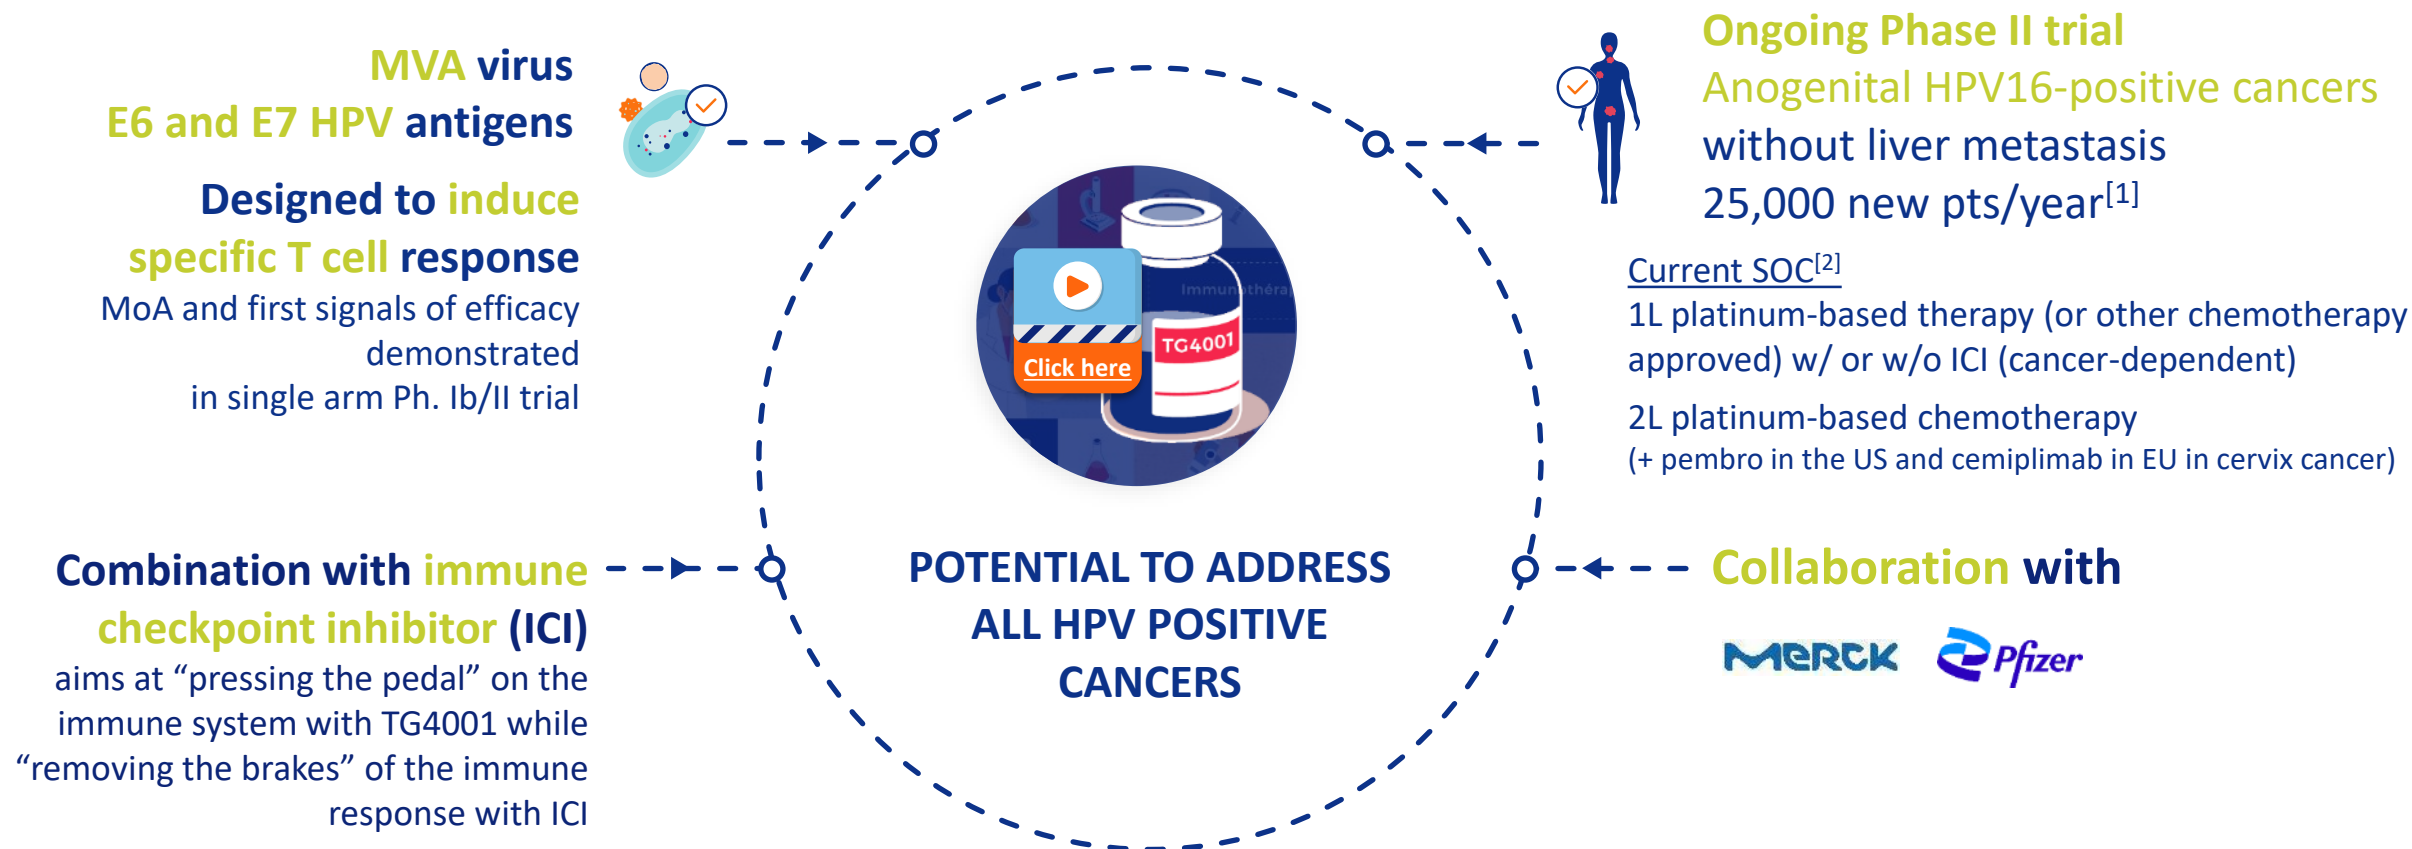 MVA virus
E6 and E7 HPV antigens
Designed to induce
specific T cell response
MoA and first signals of efficacy
demonstrated
in single arm Ph. Ib/II trial
Combination with immune
checkpoint inhibitor (ICI)
aims at “pressing the pedal” on the
immune system with TG4001 while
“removing the brakes” of the immune
response with ICI
Immunothéra
TG4001
Click here
POTENTIAL TO ADDRESS
ALL HPV POSITIVE
CANCERS
Ongoing Phase II trial
Anogenital HPV16-positive cancers
without liver metastasis
25,000 new pts/year[1]
Current SOC[2]
1L platinum-based therapy (or other chemotherapy
approved) w/ or w/o ICI (cancer-dependent)
2L platinum-based chemotherapy
(+ pembro in the US and cemiplimab in EU in cervix cancer)
Collaboration with
MERCK
Pfizer